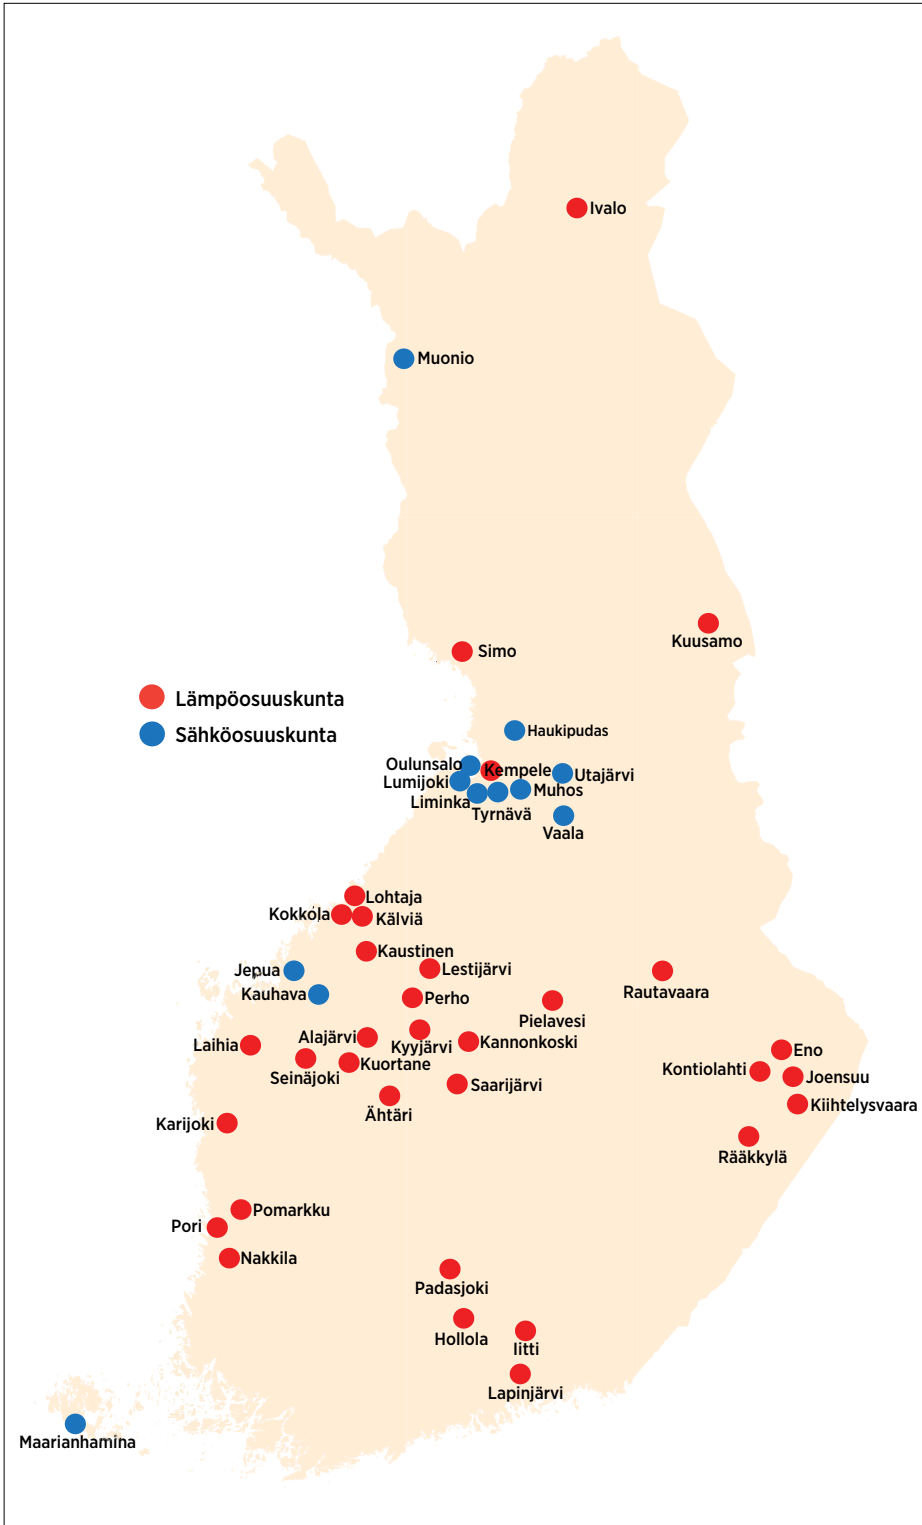 Ivalo
Muonio
Kuusamo
Simo
Lämpöosuuskunta
Sähköosuuskunta
Haukipudas
Oulunsalo
Kempele
Utajärvi
Lumijoki
Muhos
Liminka
Tyrnävä
Vaala
Lohtaja
Kokkola
Kälviä
Kaustinen
Jepua
Lestijärvi
Kauhava
Perho
Rautavaara
Pielavesi
Alajärvi
Laihia
Kyyjärvi
Kannonkoski
Eno
Seinäjoki
Kuortane
Kontiolahti
Joensuu
Saarijärvi
Ähtäri
Kiihtelysvaara
Karijoki
Rääkkylä
Pomarkku
Pori
Nakkila
Padasjoki
Hollola
Iitti
Lapinjärvi
Maarianhamina